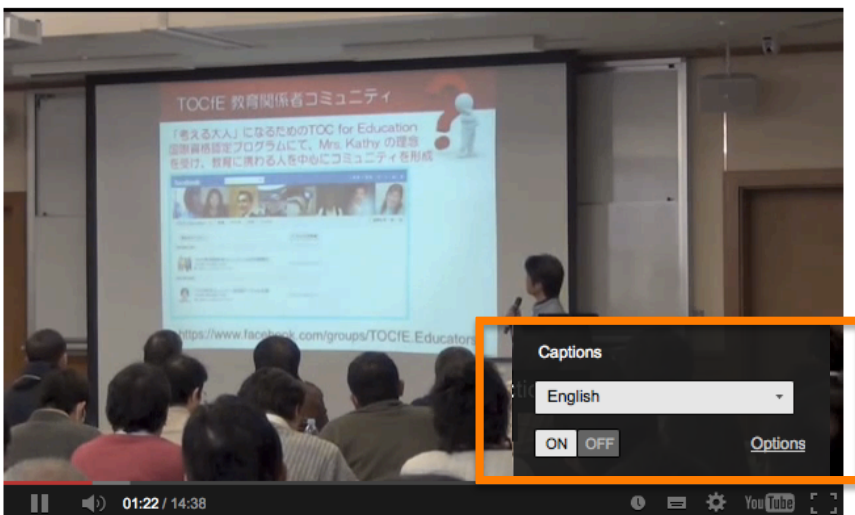 TOCfE 教育関係者コミュニティ
「考える大人」になるためのTOC for Education
国際資格認定プログラムにて、Mrs. Kathy の理念
を受け、教育に携わる人を中心にコミュニティを形成
facebook
https://www.facebook.com/groups/TOCfE.Educators
Captions
English
ON OFF
Options
01:22 / 14:38
YouTube